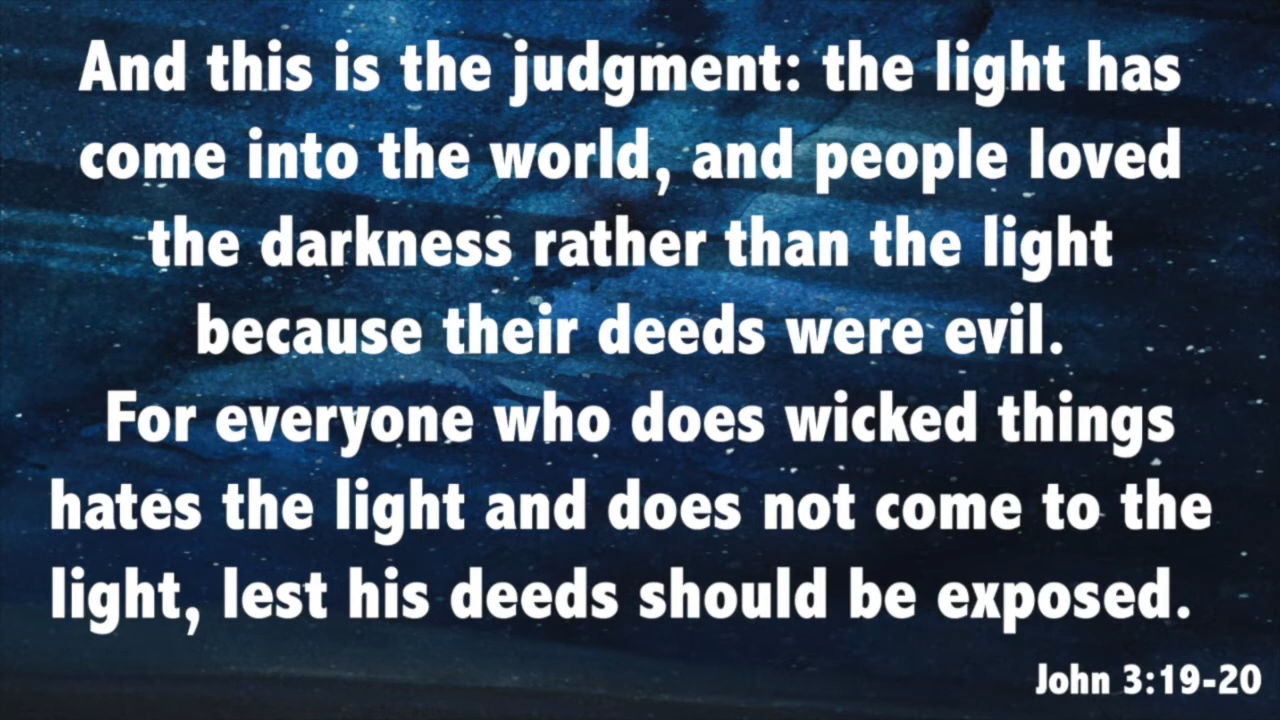 And this is the judgment: the light has
come into the world, and people loved
the darkness rather than the light
because their deeds were evil.
For everyone who does wicked things
hates the light and does not come to the
light, lest his deeds should be exposed.
John 3:19-20